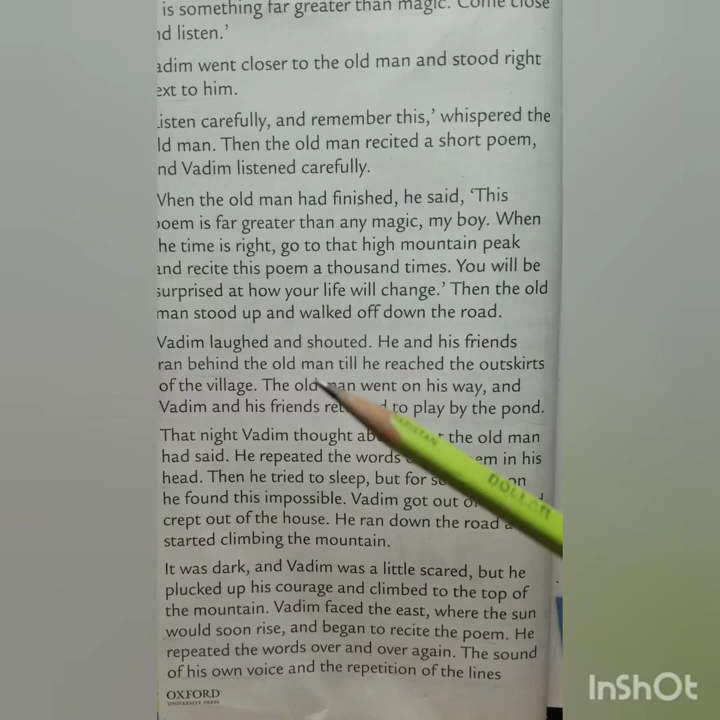 is something far greater than magic. Come close
nd listen.’
adim went closer to the old man and stood right
ext to him.
isten carefully, and remember this,’ whispered the
ld man. Then the old man recited a short poem,
nd Vadim listened carefully.
When the old man had finished, he said, ‘This
poem is far greater than any magic, my boy. When
he time is right, go to that high mountain peak
and recite this poem a thousand times. You will be
surprised at how your life will change.’ Then the old
man stood up and walked off down the road.
Vadim laughed and shouted. He and his friends
ran behind the old man till he reached the outskirts
of the village. The old man went on his way, and
Vadim and his friends to play by the pond.
That night Vadim thought the old man
had said. He repeated the words in his
head. Then he tried to sleep, but for
he found this impossible. Vadim got out
crept out of the house. He ran down the road
started climbing the mountain.
It was dark, and Vadim was a little scared, but he
plucked up his courage and climbed to the top of
the mountain. Vadim faced the east, where the sun
would soon rise, and began to recite the poem. He
repeated the words over and over again. The sound
of his own voice and the repetition of the lines
OXFORD
UNIVERSITY PRESS
PAKISTAN
DOLLAR
InShOt